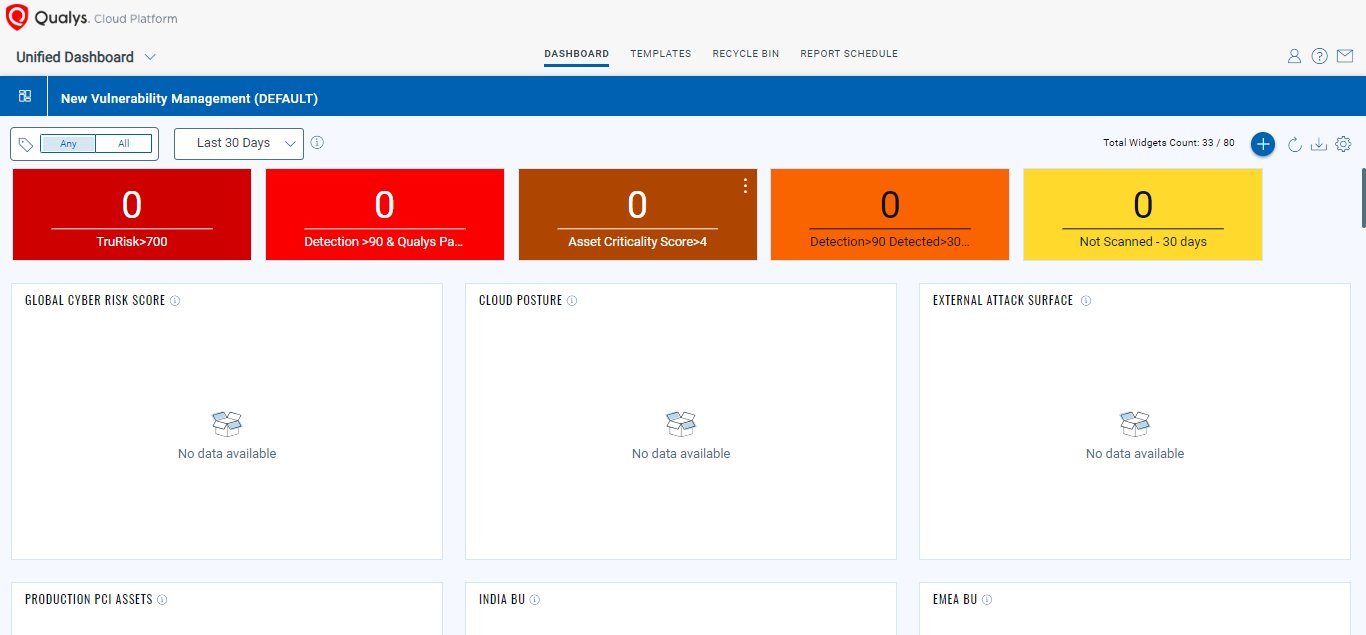 Qualys. Cloud Platform
Unified Dashboard
DASHBOARD TEMPLATES RECYCLE BIN REPORT SCHEDULE
New Vulnerability Management (DEFAULT)
Any All Last 30 Days Total Widgets Count: 33 / 80
0 0 0 0 0
TruRisk>700 Detection >90 & Qualys Pa... Asset Criticality Score>4 Detection>90 Detected>30... Not Scanned - 30 days
GLOBAL CYBER RISK SCORE CLOUD POSTURE EXTERNAL ATTACK SURFACE
No data available No data available No data available
PRODUCTION PCI ASSETS INDIA BU EMEA BU